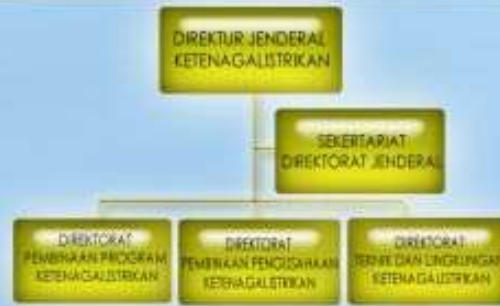 DIREKTUR JENDERAL
KETENAGALISTRIKAN
SEKERTARIAT
DIREKTORAT JENDERAL
DIREKTORAT
PEMBINAAN PROGRAM
KETENAGALISTRIKAN
DIREKTORAT
PEMBINAAN PENGUSAHAAN
KETENAGALISTRIKAN
DIREKTORAT
TEKNIK DAN LINGKUNGAN
KETENAGALISTRIKAN